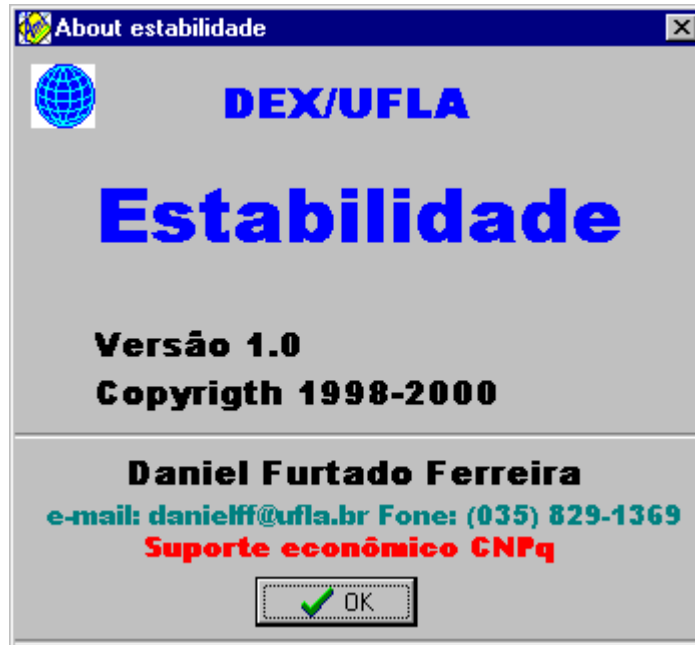 About estabilidade
DEX/UFLA
Estabilidade
Versão 1.0
Copyrigth 1998-2000
Daniel Furtado Ferreira
e-mail: danielff@ufla.br Fone: (035) 829-1369
Suporte econômico CNPq
OK